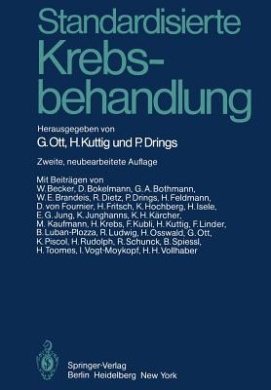 Standardisierte
Krebs-
behandlung
Herausgegeben von
G. Ott, H. Kuttig und P. Drings
Zweite, neubearbeitete Auflage
Mit Beiträgen von
W. Becker, D. Bokelmann, G. A. Bothmann,
W. E. Brandeis, R. Dietz, P. Drings, H. Feldmann,
D. von Fournier, H. Fritsch, K. Hochberg, H. Isele,
E. G. Jung, K. Junghanns, K. H. Kärcher,
M. Kaufmann, H. Krebs, F. Kubli, H. Kuttig, F. Linder,
B. Luban-Plozza, R. Ludwig, H. Osswald, G. Ott,
K. Piscol, H. Rudolph, R. Schunck, B. Spiessl,
H. Toomes, I. Vogt-Moykopf, H. H. Vollhaber
Springer-Verlag
Berlin Heidelberg New York